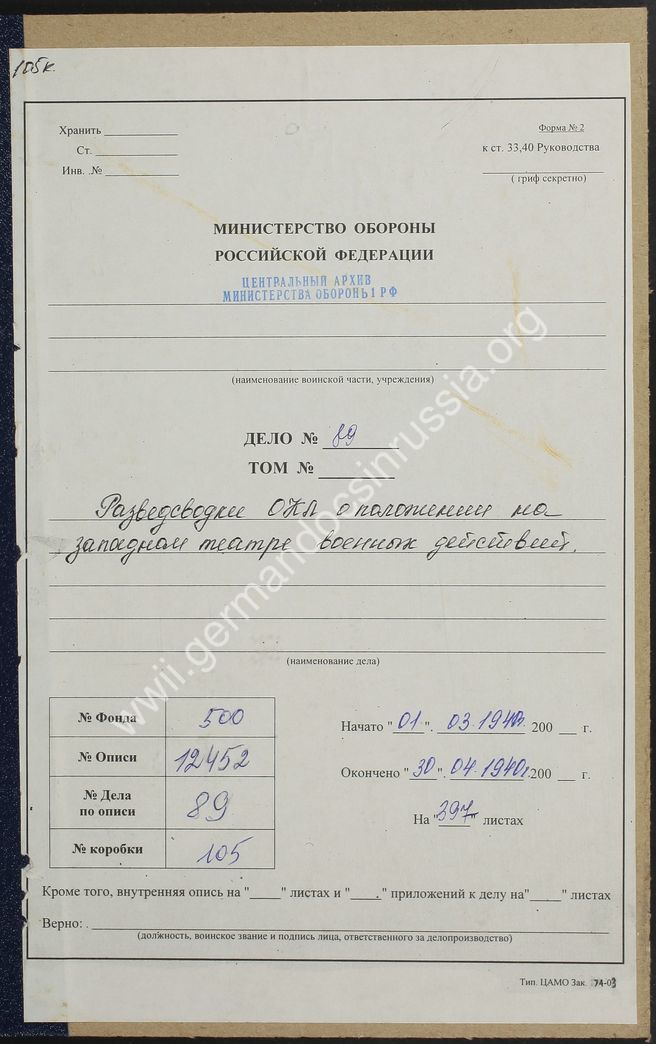 105к.
Хранить
Ст.
Инв. №
Форма № 2
к ст. 33,40 Руководства
( гриф секретно)
МИНИСТЕРСТВО ОБОРОНЫ
РОССИЙСКОЙ ФЕДЕРАЦИИ
ЦЕНТРАЛЬНЫЙ АРХИВ
МИНИСТЕРСТВА ОБОРОНЫ РФ
(наименование воинской части, учреждения)
ДЕЛО № 89
ТОМ №
Разведсводки ОКЛ о положении на
западном театре военных действий.
(наименование дела)
№ Фонда 500
№ Описи 12452
№ Дела по описи 89
№ коробки 105
Начато "01". 03.1940г. 200 г.
Окончено "30". 04.1940г. 200 г.
На "397" листах
Кроме того, внутренняя опись на " " листах и " . " приложений к делу на" " листах
Верно: .
(должность, воинское звание и подпись лица, ответственного за делопроизводство)
Тип. ЦАМО Зак. 74-03
wwii.germandocsinrussia.org